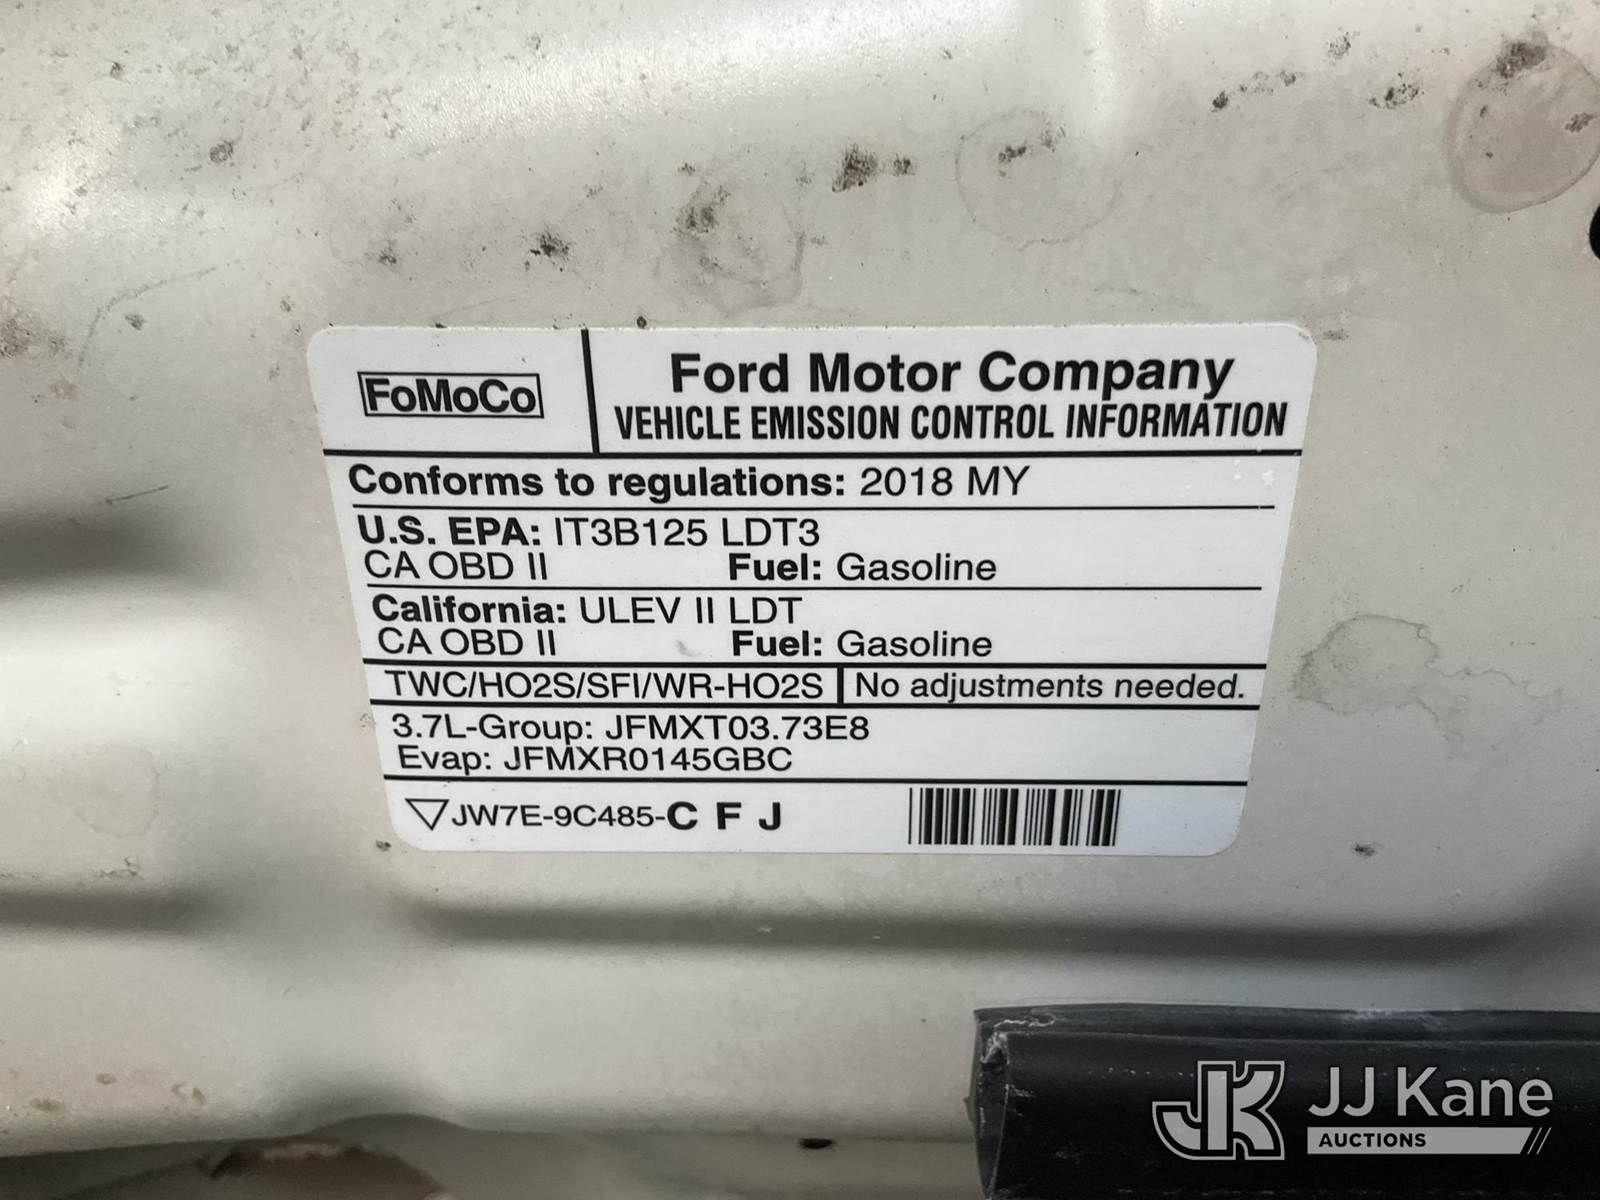 FoMoCo
Ford Motor Company
VEHICLE EMISSION CONTROL INFORMATION
Conforms to regulations: 2018 MY
U.S. EPA: IT3B125 LDT3
CA OBD II Fuel: Gasoline
California: ULEV II LDT
CA OBD II Fuel: Gasoline
TWC/HO2S/SFI/WR-HO2S No adjustments needed.
3.7L-Group: JFMXT03.73E8
Evap: JFMXR0145GBC
JW7E-9C485-C F J
JK JJ Kane
AUCTIONS